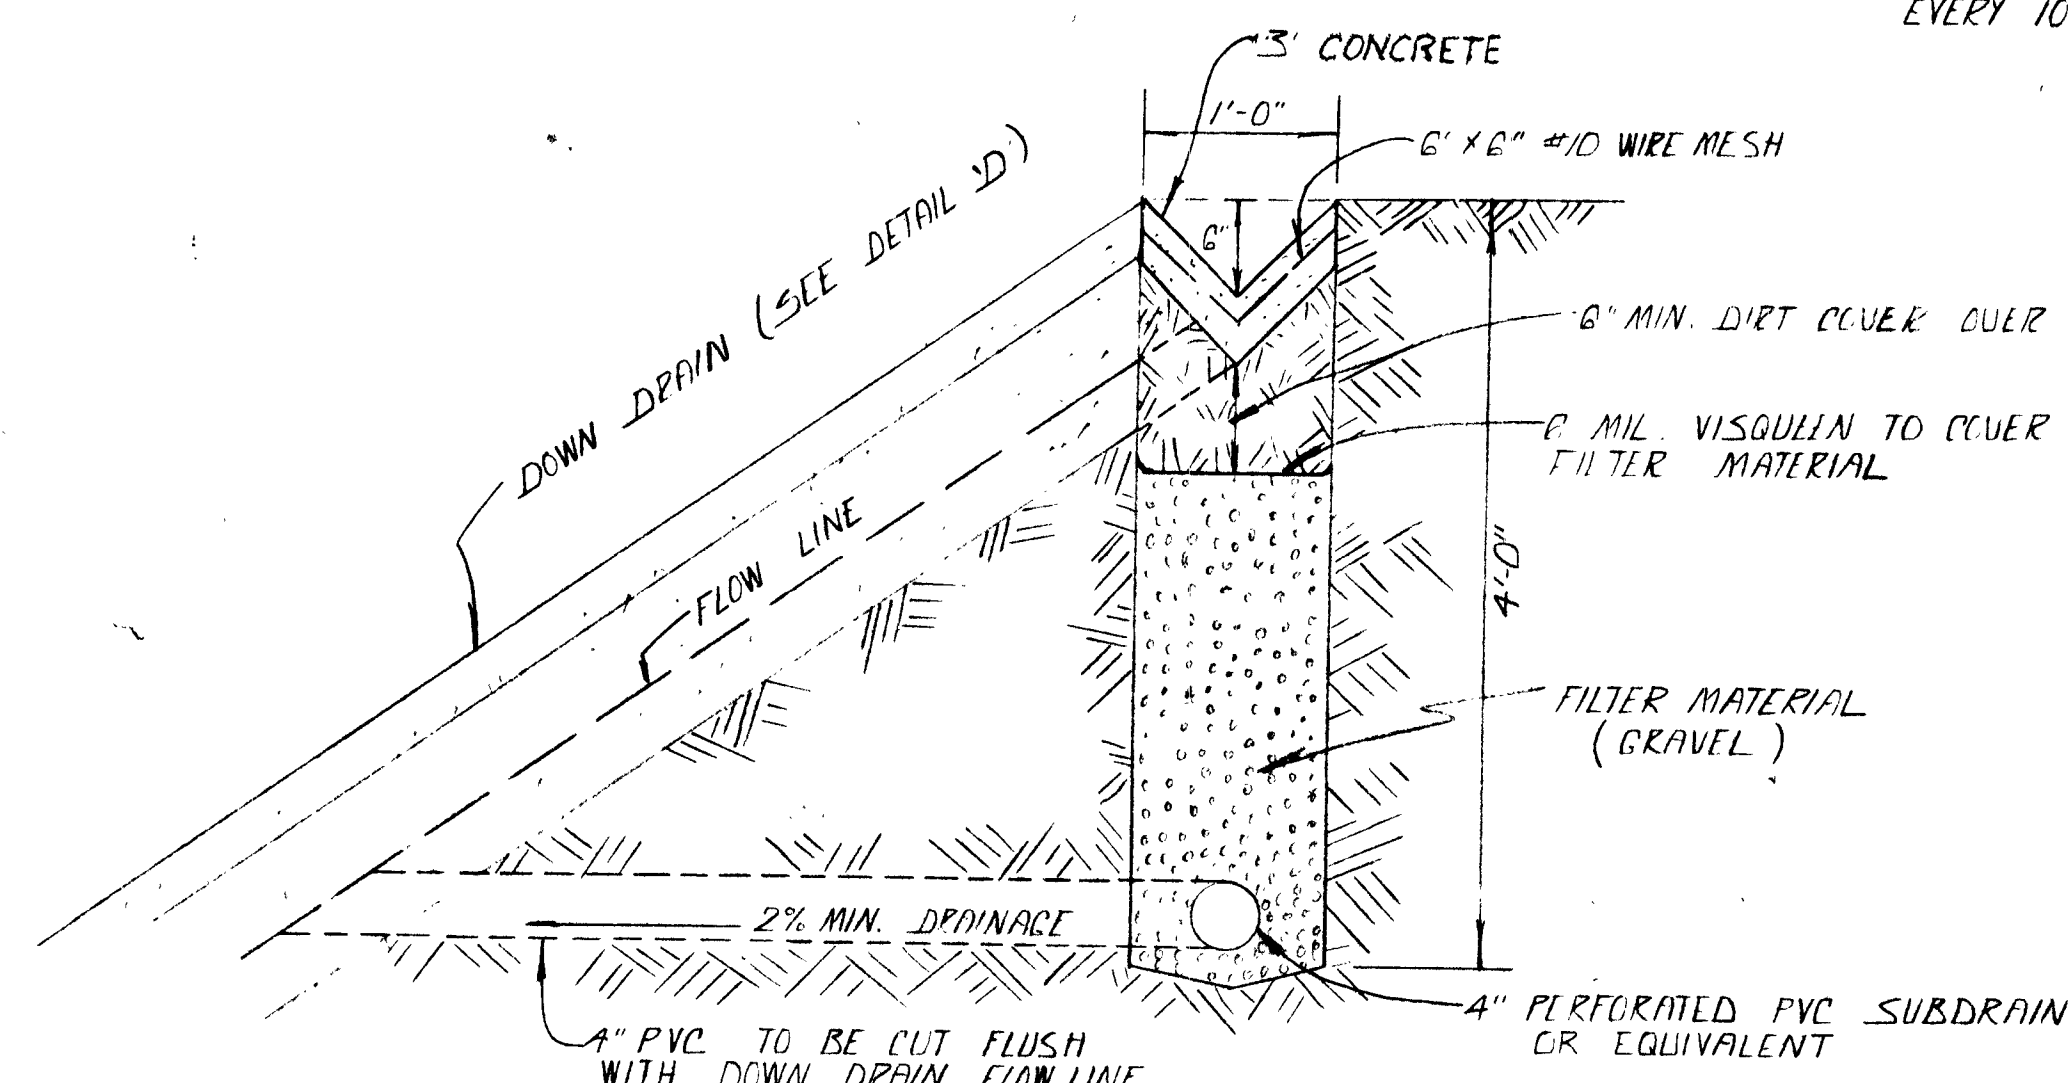 EVERY 10
3" CONCRETE
1'-0"
6" X 6" #10 WIRE MESH
DOWN DRAIN (SEE DETAIL 'D')
6"
6" MIN. DIRT COVER OVER
6 MIL. VISQUEEN TO COVER
FILTER MATERIAL
FLOW LINE
4'-0"
FILTER MATERIAL
(GRAVEL)
2% MIN. DRAINAGE
4" PERFORATED PVC SUBDRAIN
OR EQUIVALENT
4" PVC TO BE CUT FLUSH
WITH DOWN DRAIN FLOW LINE